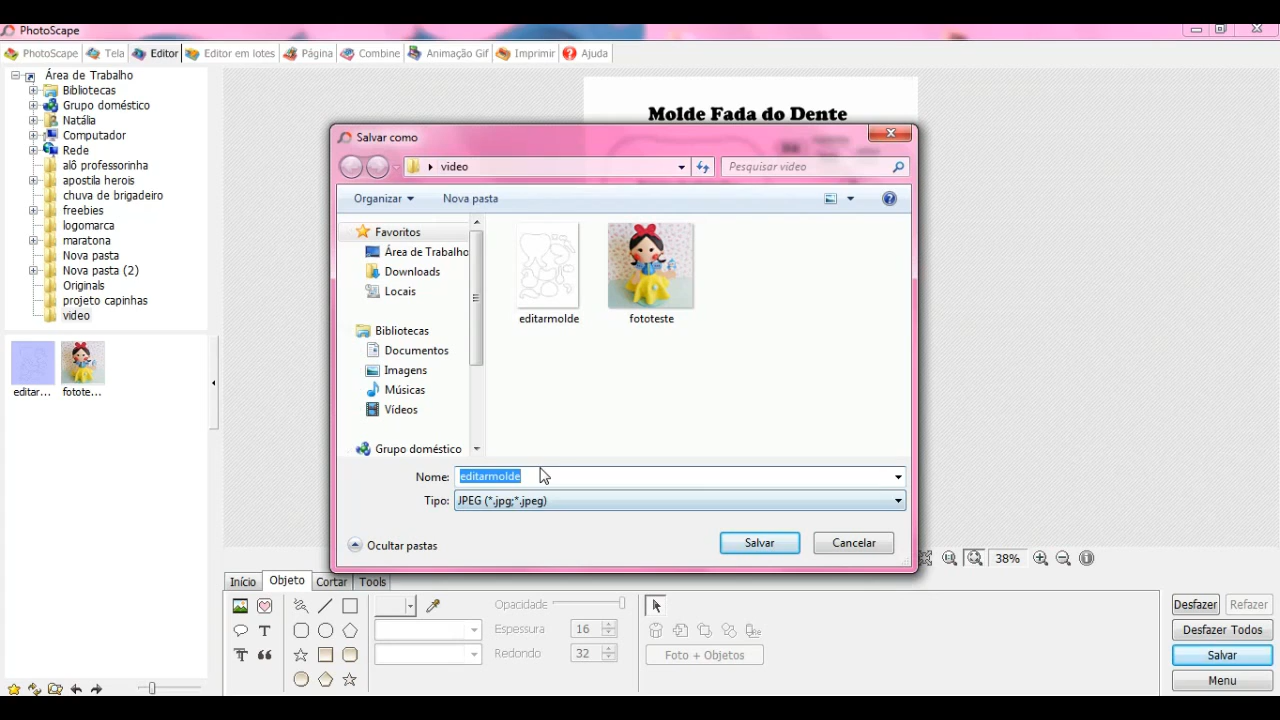 PhotoScape
PhotoScape Tela Editor Editor em lotes Página Combine Animação Gif Imprimir Ajuda
Área de Trabalho
Bibliotecas
Grupo doméstico
Natália
Computador
Rede
alô professorinha
apostila herois
chuva de brigadeiro
freebies
logomarca
maratona
Nova pasta
Nova pasta (2)
Originals
projeto capinhas
video
editar... fotote...
Molde Fada do Dente
Salvar como
video
Pesquisar video
Organizar Nova pasta
Favoritos
Área de Trabalho
Downloads
Locais
Bibliotecas
Documentos
Imagens
Músicas
Vídeos
Grupo doméstico
editarmolde fototeste
Nome: editarmolde
Tipo: JPEG (*.jpg;*.jpeg)
Ocultar pastas Salvar Cancelar
38%
Início Objeto Cortar Tools
Opacidade
Espessura 16
Redondo 32
Foto + Objetos
Desfazer Refazer
Desfazer Todos
Salvar
Menu